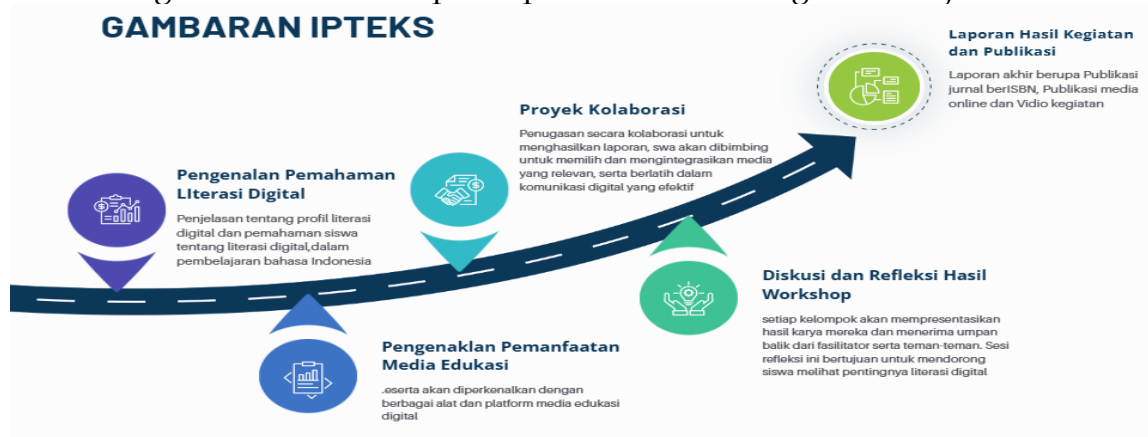 GAMBARAN IPTEKS
Pengenalan Pemahaman
LIterasi Digital
Penjelasan tentang profil literasi
digital dan pemahaman siswa
tentang literasi digital,dalam
pembelajaran bahasa Indonesia
Pengenaklan Pemanfaatan
Media Edukasi
.eserta akan diperkenalkan dengan
berbagai alat dan platform media edukasi
digital
Proyek Kolaborasi
Penugasan secara kolaborasi untuk
menghasilkan laporan, swa akan dibimbing
untuk memilih dan mengintegrasikan media
yang relevan, serta berlatih dalam
komunikasi digital yang efektif
Diskusi dan Refleksi Hasil
Workshop
setiap kelompok akan mempresentasikan
hasil karya mereka dan menerima umpan
balik dari fasilitator serta teman-teman. Sesi
refleksi ini bertujuan untuk mendorong
siswa melihat pentingnya literasi digital
Laporan Hasil Kegiatan
dan Publikasi
Laporan akhir berupa Publikasi
jurnal berISBN, Publikasi media
online dan Vidio kegiatan